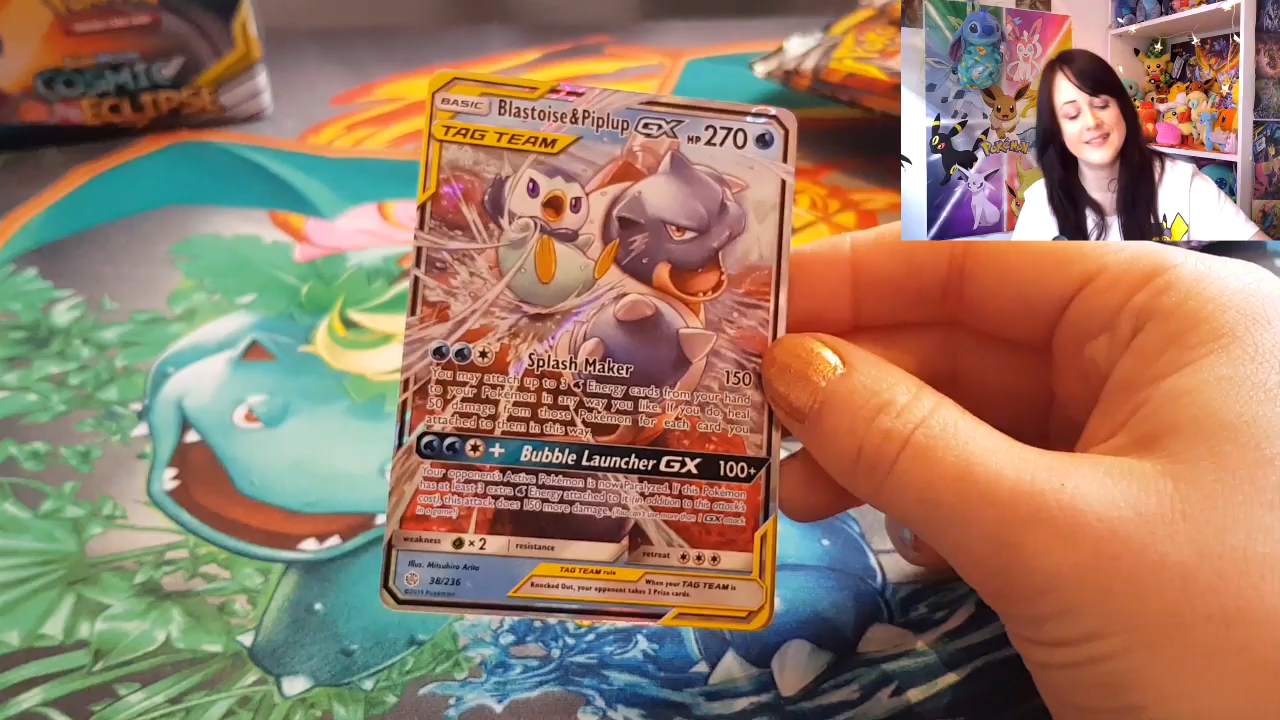 COSMIC
ECLIPSE
POKÉMON
BASIC
Blastoise&Piplup GX HP 270
TAG TEAM
Splash Maker 150
You may attach up to 3 Energy cards from your hand
to your Pokémon in any way you like. If you do, heal
50 damage from those Pokémon for each card you
attached to them in this way.
+ Bubble Launcher GX 100+
Your opponent's Active Pokémon is now Paralyzed. If this Pokémon
has at least 3 extra Energy attached to it (in addition to this attack's
cost), this attack does 150 more damage. (You can't use more than 1 GX attack
in a game.)
weakness ×2 resistance retreat
Illus. Mitsuhiro Arita
38/236
©2019 Pokémon
TAG TEAM rule
When your TAG TEAM is
Knocked Out, your opponent takes 3 Prize cards.